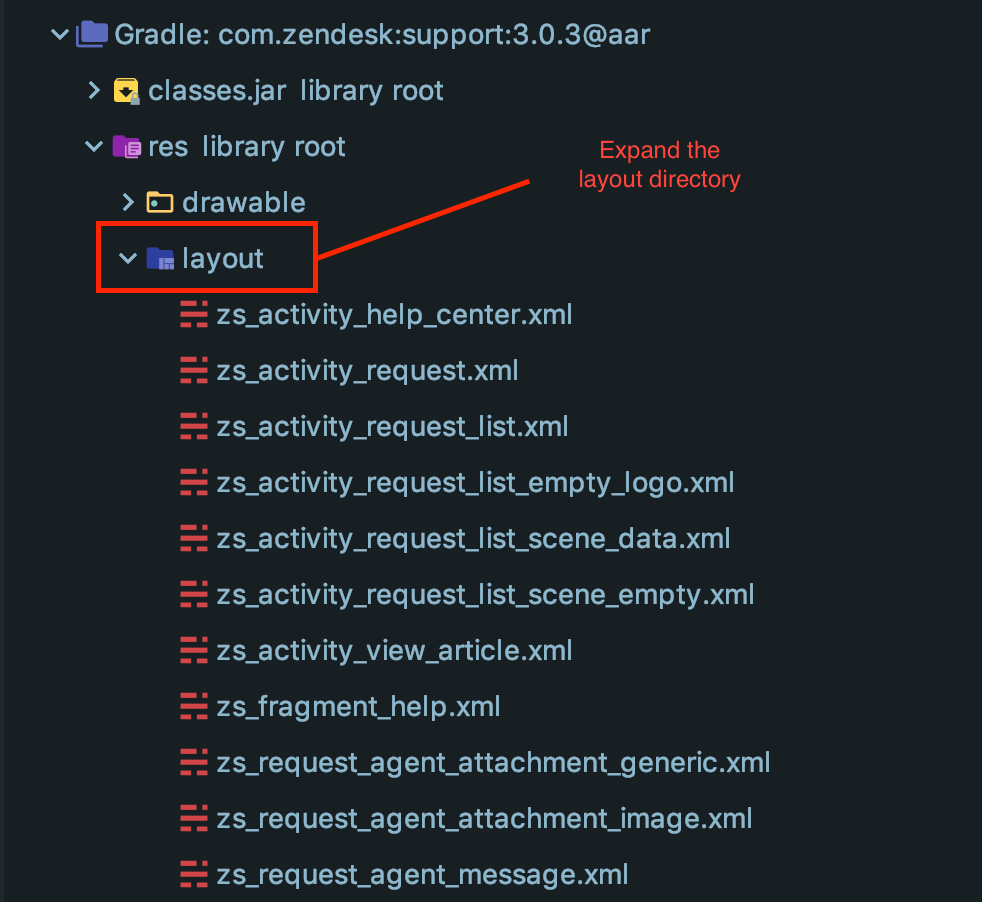 Gradle: com.zendesk:support:3.0.3@aar
classes.jar library root
res library root
Expand the
layout directory
drawable
layout
zs_activity_help_center.xml
zs_activity_request.xml
zs_activity_request_list.xml
zs_activity_request_list_empty_logo.xml
zs_activity_request_list_scene_data.xml
zs_activity_request_list_scene_empty.xml
zs_activity_view_article.xml
zs_fragment_help.xml
zs_request_agent_attachment_generic.xml
zs_request_agent_attachment_image.xml
zs_request_agent_message.xml